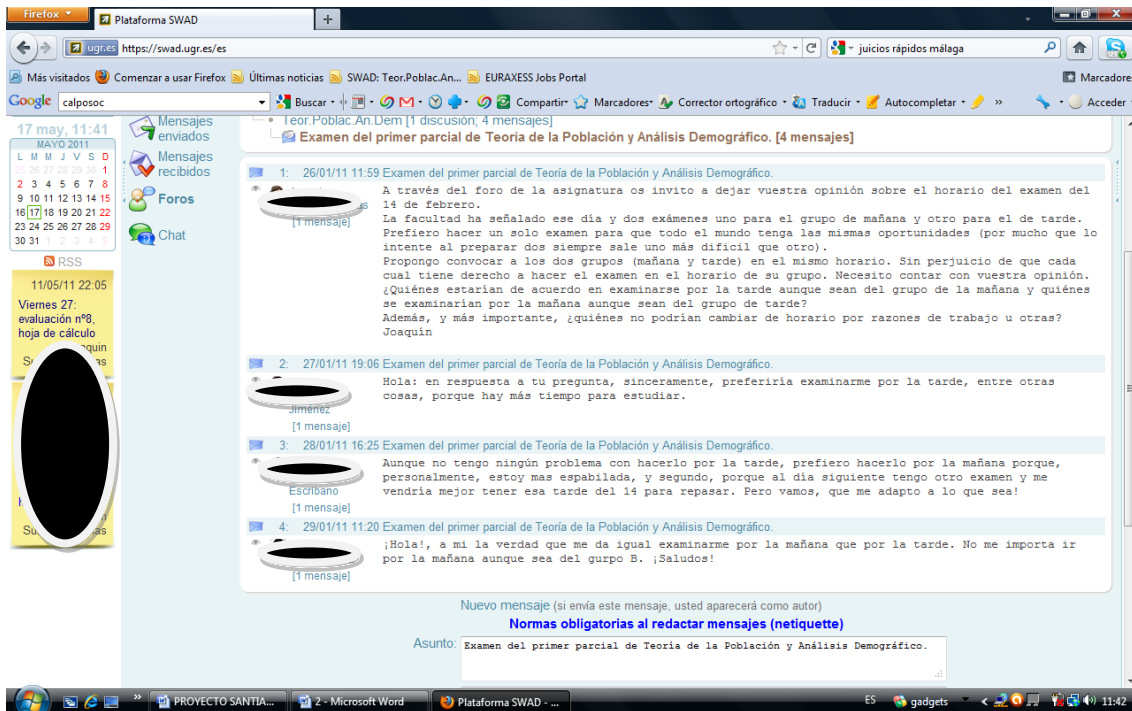 Firefox
Plataforma SWAD
+
ugr.es https://swad.ugr.es/es
juicios rápidos málaga
Más visitados Comenzar a usar Firefox Últimas noticias SWAD: Teor.Poblac.An... EURAXESS Jobs Portal Marcadore
Google calposoc Buscar Compartir Marcadores Corrector ortográfico Traducir Autocompletar » Acceder
17 may, 11:41
MAYO 2011
L M M J V S D
25 26 27 28 29 30 1
2 3 4 5 6 7 8
9 10 11 12 13 14 15
16 17 18 19 20 21 22
23 24 25 26 27 28 29
30 31 1 2 3 4 5
RSS
11/05/11 22:05
Viernes 27:
evaluación nº8,
hoja de cálculo
quin
Su as
Su as
Mensajes
enviados
Mensajes
recibidos
Foros
Chat
Teor.Poblac.An.Dem [1 discusión; 4 mensajes]
Examen del primer parcial de Teoría de la Población y Análisis Demográfico. [4 mensajes]
1: 26/01/11 11:59 Examen del primer parcial de Teoría de la Población y Análisis Demográfico.
s
[1 mensaje]
A través del foro de la asignatura os invito a dejar vuestra opinión sobre el horario del examen del
14 de febrero.
La facultad ha señalado ese día y dos exámenes uno para el grupo de mañana y otro para el de tarde.
Prefiero hacer un solo examen para que todo el mundo tenga las mismas oportunidades (por mucho que lo
intente al preparar dos siempre sale uno más dificil que otro).
Propongo convocar a los dos grupos (mañana y tarde) en el mismo horario. Sin perjuicio de que cada
cual tiene derecho a hacer el examen en el horario de su grupo. Necesito contar con vuestra opinión.
¿Quiénes estarían de acuerdo en examinarse por la tarde aunque sean del grupo de la mañana y quiénes
se examinarían por la mañana aunque sean del grupo de tarde?
Además, y más importante, ¿quiénes no podrían cambiar de horario por razones de trabajo u otras?
Joaquín
2: 27/01/11 19:06 Examen del primer parcial de Teoría de la Población y Análisis Demográfico.
Jiménez
[1 mensaje]
Hola: en respuesta a tu pregunta, sinceramente, preferiría examinarme por la tarde, entre otras
cosas, porque hay más tiempo para estudiar.
3: 28/01/11 16:25 Examen del primer parcial de Teoría de la Población y Análisis Demográfico.
Escribano
[1 mensaje]
Aunque no tengo ningún problema con hacerlo por la tarde, prefiero hacerlo por la mañana porque,
personalmente, estoy mas espabilada, y segundo, porque al día siguiente tengo otro examen y me
vendría mejor tener esa tarde del 14 para repasar. Pero vamos, que me adapto a lo que sea!
4: 29/01/11 11:20 Examen del primer parcial de Teoría de la Población y Análisis Demográfico.
[1 mensaje]
¡Hola!, a mi la verdad que me da igual examinarme por la mañana que por la tarde. No me importa ir
por la mañana aunque sea del gurpo B. ¡Saludos!
Nuevo mensaje (si envía este mensaje, usted aparecerá como autor)
Normas obligatorias al redactar mensajes (netiquette)
Asunto: Examen del primer parcial de Teoría de la Población y Análisis Demográfico.
» PROYECTO SANTIA... 2 - Microsoft Word Plataforma SWAD - ... ES gadgets 11:42